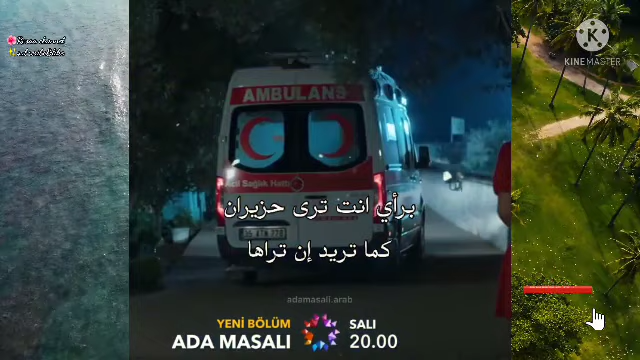 KINEMASTER
AMBULANS
Acil Sağlık Hattı
برأي انت ترى حزيران
كما تريد إن تراها
adamasali.arab
YENİ BÖLÜM
ADA MASALI
SALI
20.00